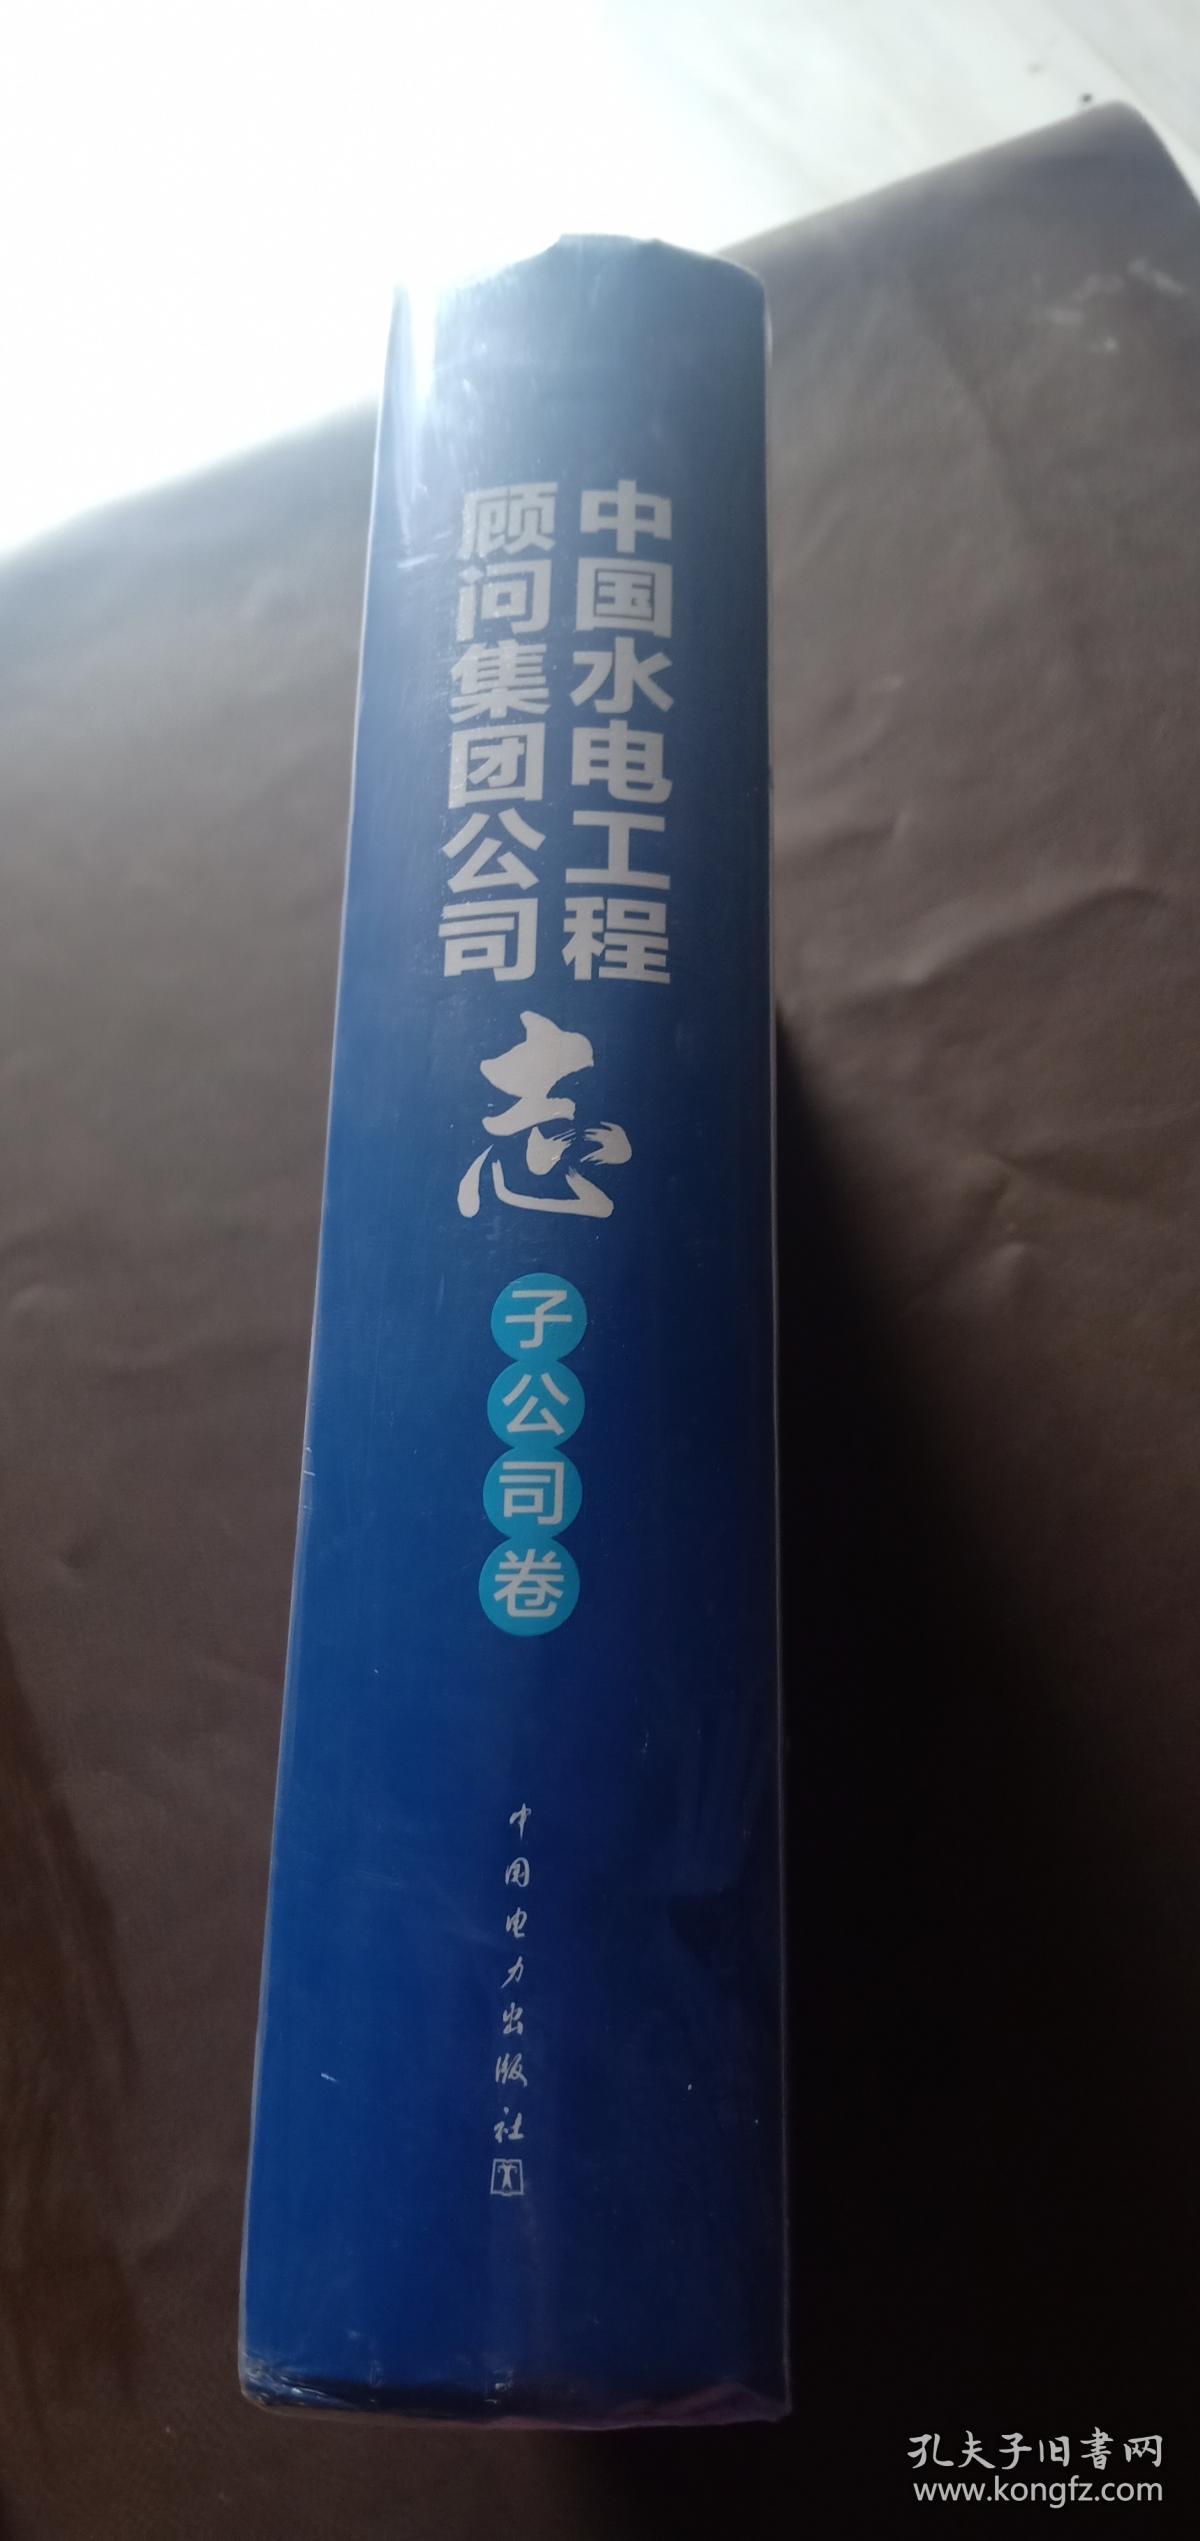 中国水电工程
顾问集团公司
志
子公司卷
中国电力出版社
孔夫子旧书网
www.kongfz.com